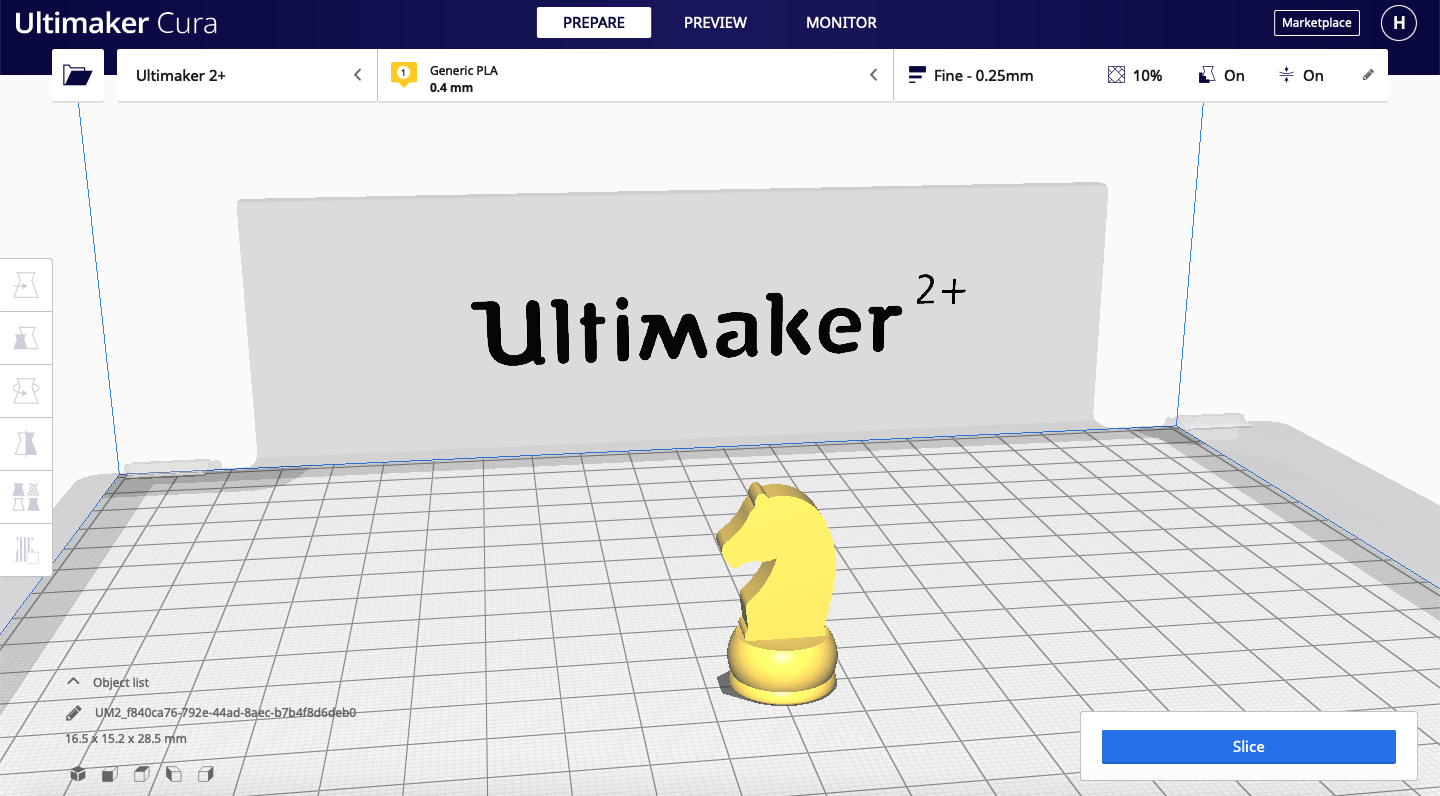 Ultimaker Cura
PREPARE
PREVIEW
MONITOR
Marketplace
H
Ultimaker 2+
1
Generic PLA
0.4 mm
Fine - 0.25mm
10%
On
On
Ultimaker 2+
Object list
UM2_f840ca76-792e-44ad-8aec-b7b4f8d6deb0
16.5 x 15.2 x 28.5 mm
Slice